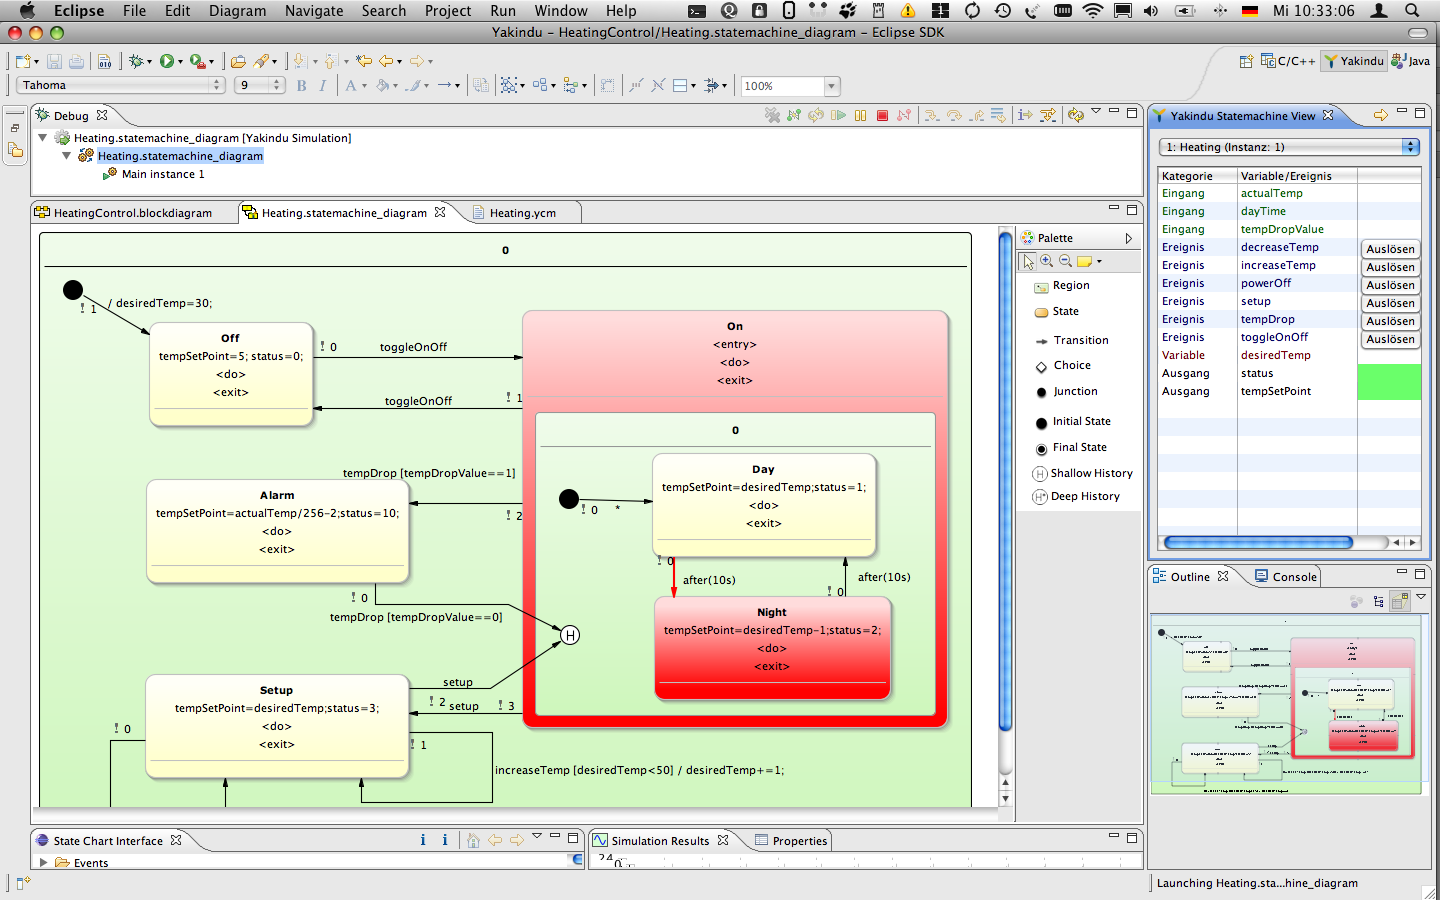 Eclipse File Edit Diagram Navigate Search Project Run Window Help Mi 10:33:06
Yakindu – HeatingControl/Heating.statemachine_diagram – Eclipse SDK
C/C++ Yakindu Java
Tahoma 9 B I A 100%
Debug
Heating.statemachine_diagram [Yakindu Simulation]
Heating.statemachine_diagram
Main instance 1
HeatingControl.blockdiagram Heating.statemachine_diagram Heating.ycm
0
! 1
/ desiredTemp=30;
Off
tempSetPoint=5; status=0;
<do>
<exit>
! 0
toggleOnOff
toggleOnOff
! 1
On
<entry>
<do>
<exit>
0
! 0
*
Day
tempSetPoint=desiredTemp;status=1;
<do>
<exit>
! 0
after(10s)
after(10s)
! 0
Night
tempSetPoint=desiredTemp-1;status=2;
<do>
<exit>
tempDrop [tempDropValue==1]
! 2
Alarm
tempSetPoint=actualTemp/256-2;status=10;
<do>
<exit>
! 0
tempDrop [tempDropValue==0]
H
setup
! 2
setup
! 3
Setup
tempSetPoint=desiredTemp;status=3;
<do>
<exit>
! 0
! 1
increaseTemp [desiredTemp<50] / desiredTemp+=1;
Palette
Region
State
Transition
Choice
Junction
Initial State
Final State
H Shallow History
H* Deep History
Yakindu Statemachine View
1: Heating (Instanz: 1)
Kategorie Variable/Ereignis
Eingang actualTemp
Eingang dayTime
Eingang tempDropValue
Ereignis decreaseTemp Auslösen
Ereignis increaseTemp Auslösen
Ereignis powerOff Auslösen
Ereignis setup Auslösen
Ereignis tempDrop Auslösen
Ereignis toggleOnOff Auslösen
Variable desiredTemp
Ausgang status
Ausgang tempSetPoint
Outline Console
State Chart Interface
Events
Simulation Results Properties
Launching Heating.sta...hine_diagram